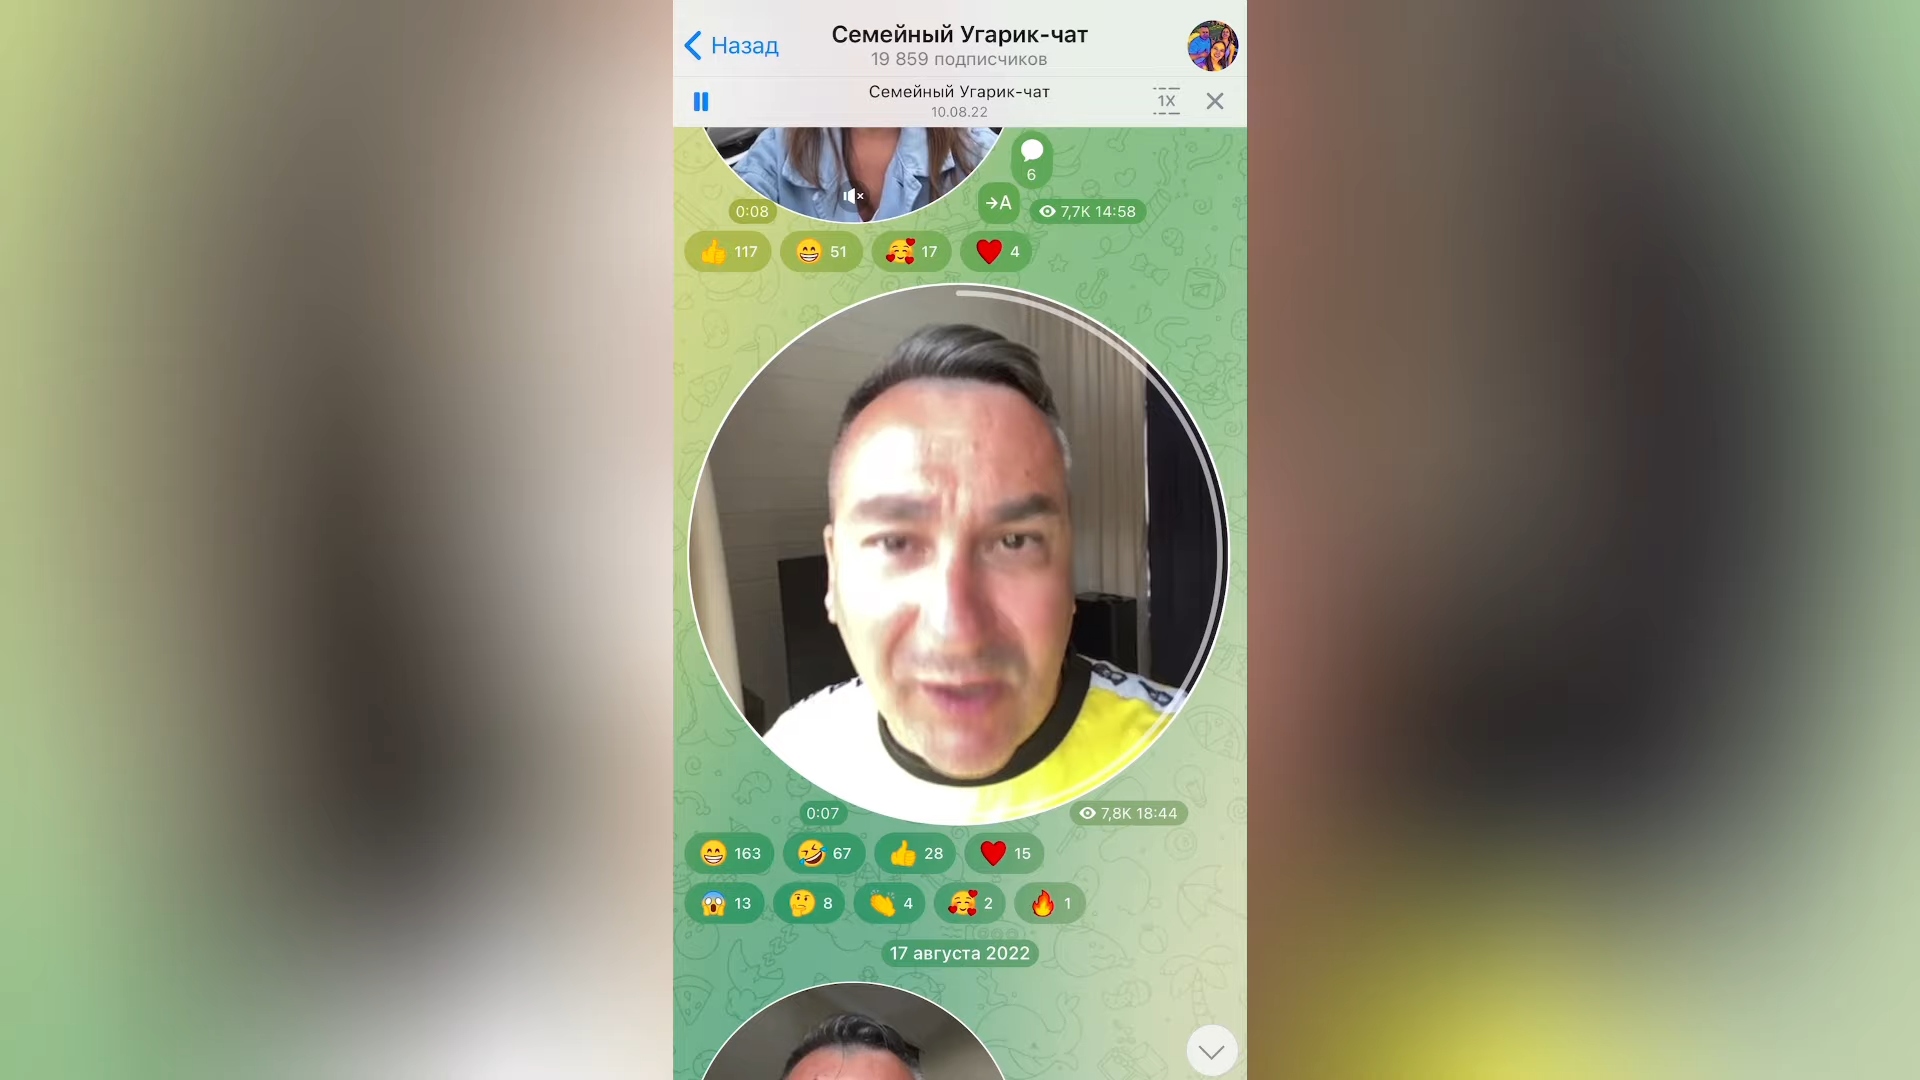 Назад
Семейный Угарик-чат
19 859 подписчиков
Семейный Угарик-чат
10.08.22
1X
6
→A
0:08
7,7K 14:58
117 51 17 4
0:07
7,8K 18:44
163 67 28 15
13 8 4 2 1
17 августа 2022